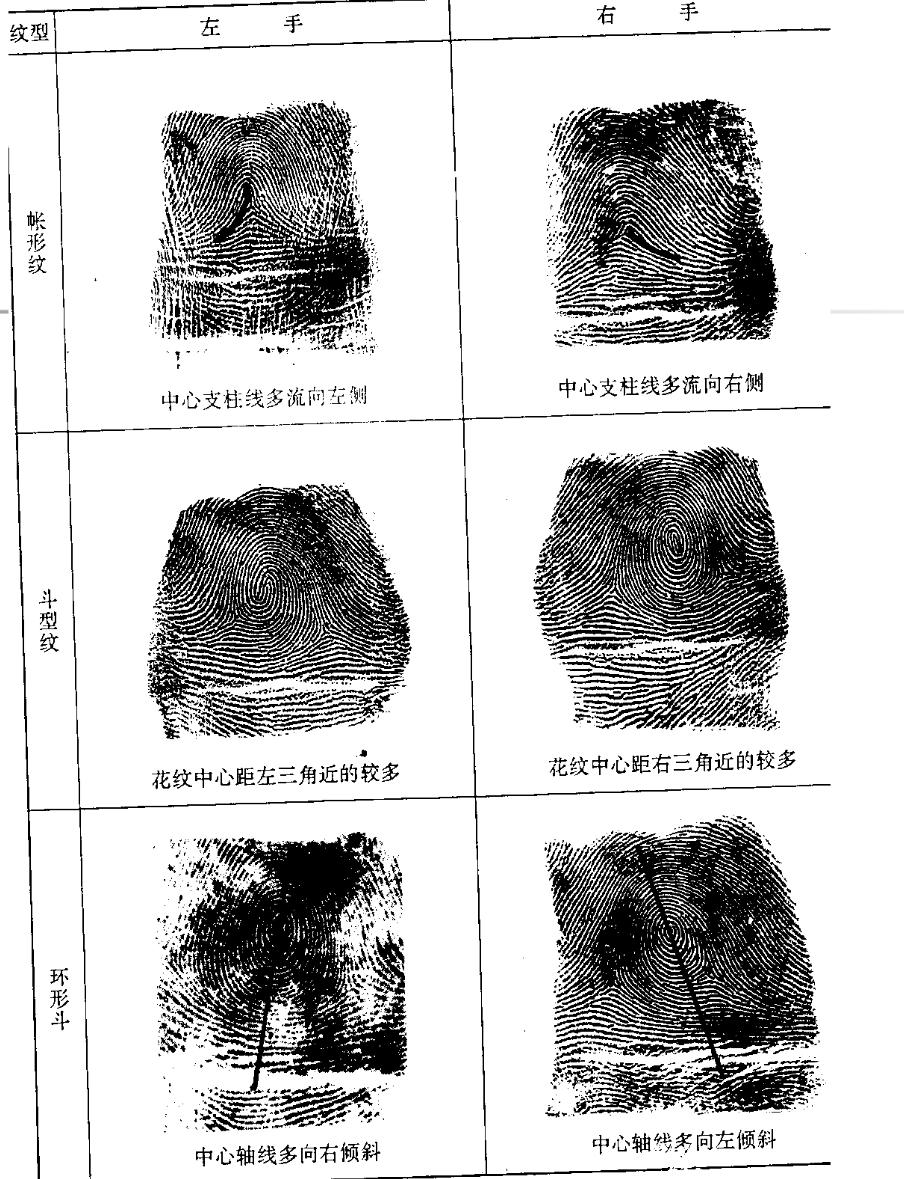 纹型
左 手
右 手
帐形纹
中心支柱线多流向左侧
中心支柱线多流向右侧
斗型纹
花纹中心距左三角近的较多
花纹中心距右三角近的较多
环形斗
中心轴线多向右倾斜
中心轴线多向左倾斜